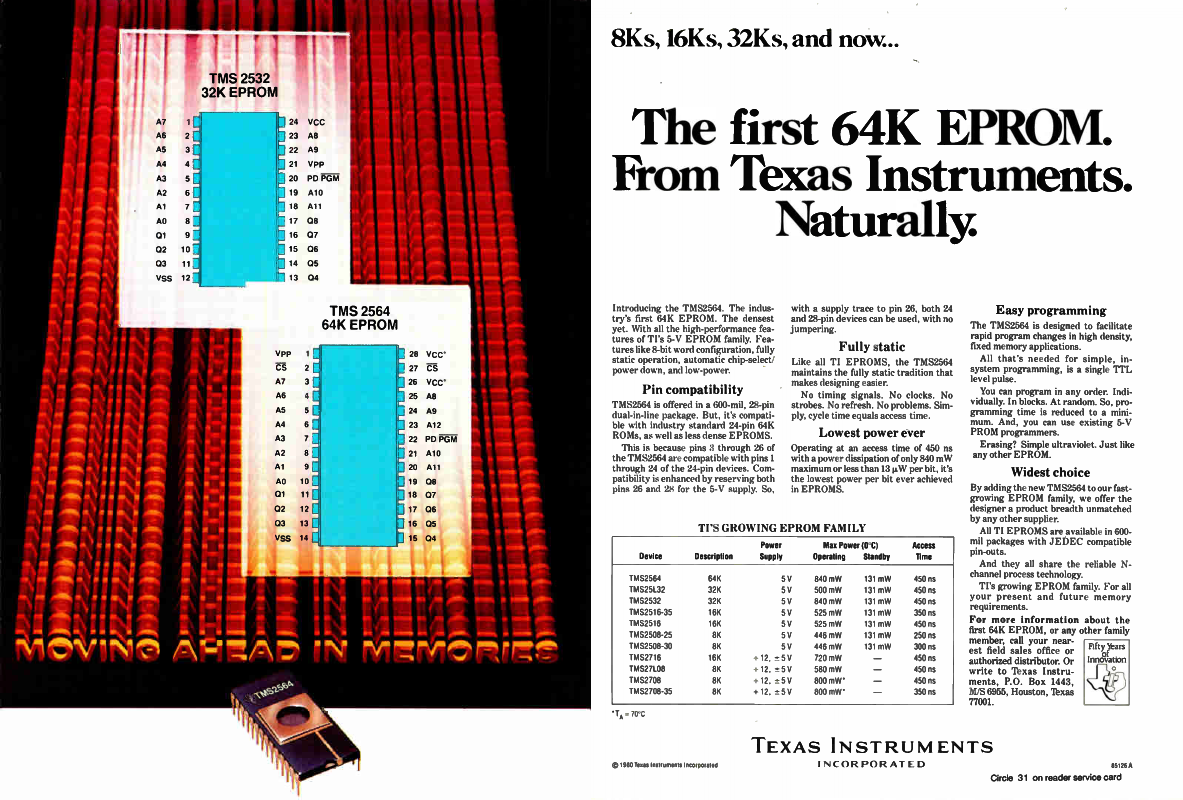 TMS 2532
32K EPROM
A7 1 24 VCC
A6 2 23 A8
A5 3 22 A9
A4 4 21 VPP
A3 5 20 PD PGM
A2 6 19 A10
A1 7 18 A11
A0 8 17 Q8
Q1 9 16 Q7
Q2 10 15 Q6
Q3 11 14 Q5
VSS 12 13 Q4
TMS 2564
64K EPROM
VPP 1 28 VCC*
CS 2 27 CS
A7 3 26 VCC*
A6 4 25 A8
A5 5 24 A9
A4 6 23 A12
A3 7 22 PD PGM
A2 8 21 A10
A1 9 20 A11
A0 10 19 Q8
Q1 11 18 Q7
Q2 12 17 Q6
Q3 13 16 Q5
VSS 14 15 Q4
MOVING AHEAD IN MEMORIES
TMS2564
8Ks, 16Ks, 32Ks, and now...
The first 64K EPROM.
From Texas Instruments.
Naturally.
Introducing the TMS2564. The indus-
try's first 64K EPROM. The densest
yet. With all the high-performance fea-
tures of TI's 5-V EPROM family. Fea-
tures like 8-bit word configuration, fully
static operation, automatic chip-select/
power down, and low-power.
Pin compatibility
TMS2564 is offered in a 600-mil, 28-pin
dual-in-line package. But, it's compati-
ble with industry standard 24-pin 64K
ROMs, as well as less dense EPROMS.
This is because pins 3 through 26 of
the TMS2564 are compatible with pins 1
through 24 of the 24-pin devices. Com-
patibility is enhanced by reserving both
pins 26 and 28 for the 5-V supply. So,
with a supply trace to pin 26, both 24
and 28-pin devices can be used, with no
jumpering.
Fully static
Like all TI EPROMS, the TMS2564
maintains the fully static tradition that
makes designing easier.
No timing signals. No clocks. No
strobes. No refresh. No problems. Sim-
ply, cycle time equals access time.
Lowest power ever
Operating at an access time of 450 ns
with a power dissipation of only 840 mW
maximum or less than 13 µW per bit, it's
the lowest power per bit ever achieved
in EPROMS.
Easy programming
The TMS2564 is designed to facilitate
rapid program changes in high density,
fixed memory applications.
All that's needed for simple, in-
system programming, is a single TTL
level pulse.
You can program in any order. Indi-
vidually. In blocks. At random. So, pro-
gramming time is reduced to a mini-
mum. And, you can use existing 5-V
PROM programmers.
Erasing? Simple ultraviolet. Just like
any other EPROM.
Widest choice
By adding the new TMS2564 to our fast-
growing EPROM family, we offer the
designer a product breadth unmatched
by any other supplier.
All TI EPROMS are available in 600-
mil packages with JEDEC compatible
pin-outs.
And they all share the reliable N-
channel process technology.
TI's growing EPROM family. For all
your present and future memory
requirements.
For more information about the
first 64K EPROM, or any other family
member, call your near-
est field sales office or
authorized distributor. Or
write to Texas Instru-
ments, P.O. Box 1443,
M/S 6955, Houston, Texas
77001.
Fifty Years
of
Innovation
TI'S GROWING EPROM FAMILY
Power Max Power (0°C) Access
Device Description Supply Operating Standby Time
TMS2564 64K 5 V 840 mW 131 mW 450 ns
TMS25L32 32K 5 V 500 mW 131 mW 450 ns
TMS2532 32K 5 V 840 mW 131 mW 450 ns
TMS2516-35 16K 5 V 525 mW 131 mW 350 ns
TMS2516 16K 5 V 525 mW 131 mW 450 ns
TMS2508-25 8K 5 V 446 mW 131 mW 250 ns
TMS2508-30 8K 5 V 446 mW 131 mW 300 ns
TMS2716 16K +12, ±5 V 720 mW — 450 ns
TMS27L08 8K +12, ±5 V 580 mW — 450 ns
TMS2708 8K +12, ±5 V 800 mW* — 450 ns
TMS2708-35 8K +12, ±5 V 800 mW* — 350 ns
*TA = 70°C
TEXAS INSTRUMENTS
INCORPORATED
© 1980 Texas Instruments Incorporated
85126 A
Circle 31 on reader service card